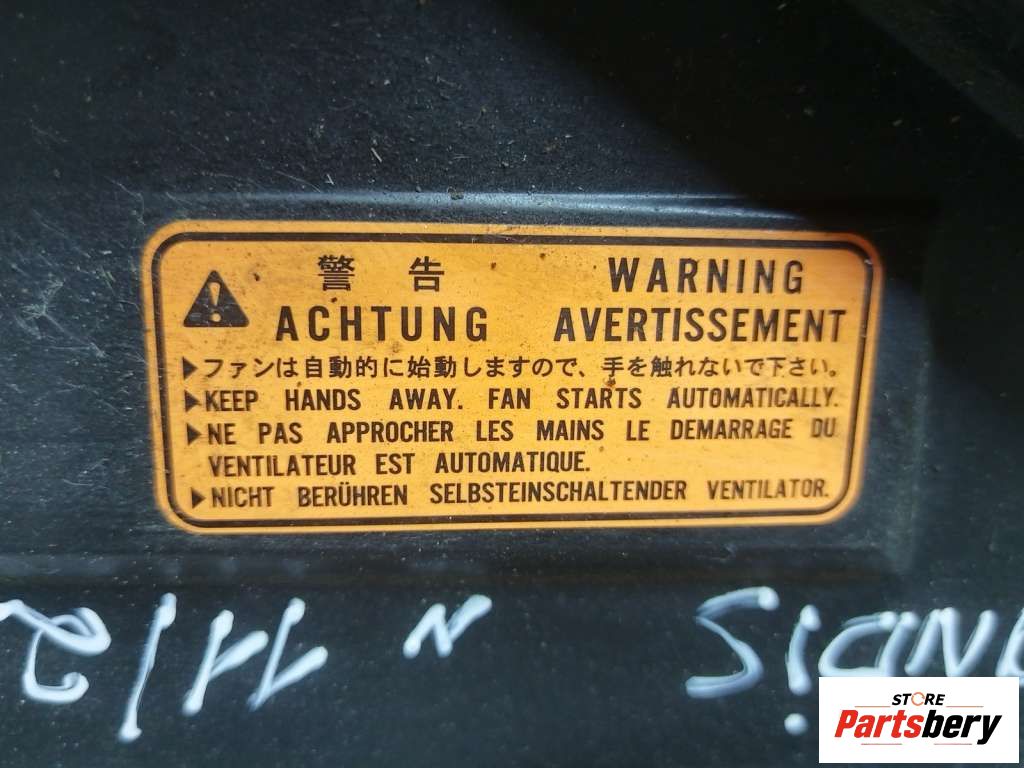 警告 WARNING
ACHTUNG AVERTISSEMENT
▶ファンは自動的に始動しますので、手を触れないで下さい。
▶KEEP HANDS AWAY. FAN STARTS AUTOMATICALLY.
▶NE PAS APPROCHER LES MAINS LE DEMARRAGE DU
VENTILATEUR EST AUTOMATIQUE.
▶NICHT BERÜHREN SELBSTEINSCHALTENDER VENTILATOR.
STORE
Partsbery